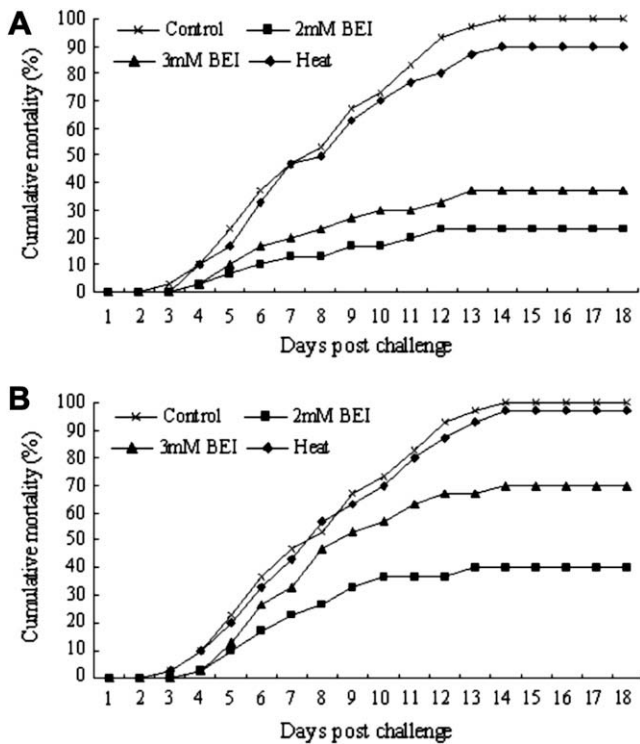 A
Control 2mM BEI
3mM BEI Heat
Cumulative mortality (%)
100
90
80
70
60
50
40
30
20
10
0
1 2 3 4 5 6 7 8 9 10 11 12 13 14 15 16 17 18
Days post challenge
B
Control 2mM BEI
3mM BEI Heat
Cumulative mortality (%)
100
90
80
70
60
50
40
30
20
10
0
1 2 3 4 5 6 7 8 9 10 11 12 13 14 15 16 17 18
Days post challenge